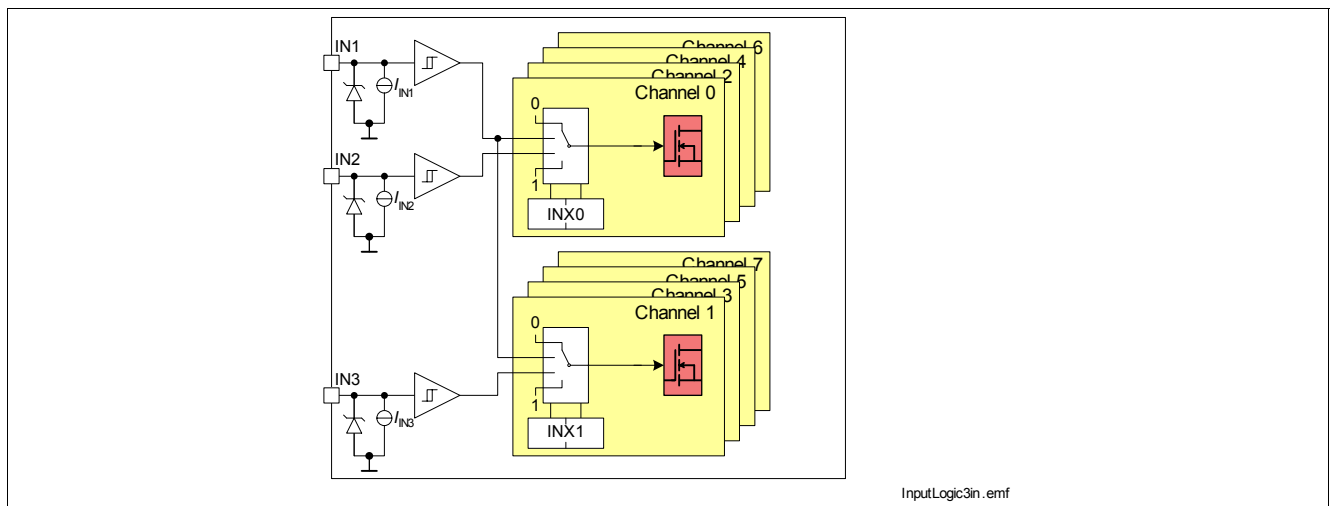 IN1
I IN1
Channel 6
Channel 4
Channel 2
Channel 0
0
1
INX0
IN2
I IN2
Channel 7
Channel 5
Channel 3
Channel 1
0
1
INX1
IN3
I IN3
InputLogic3in.emf